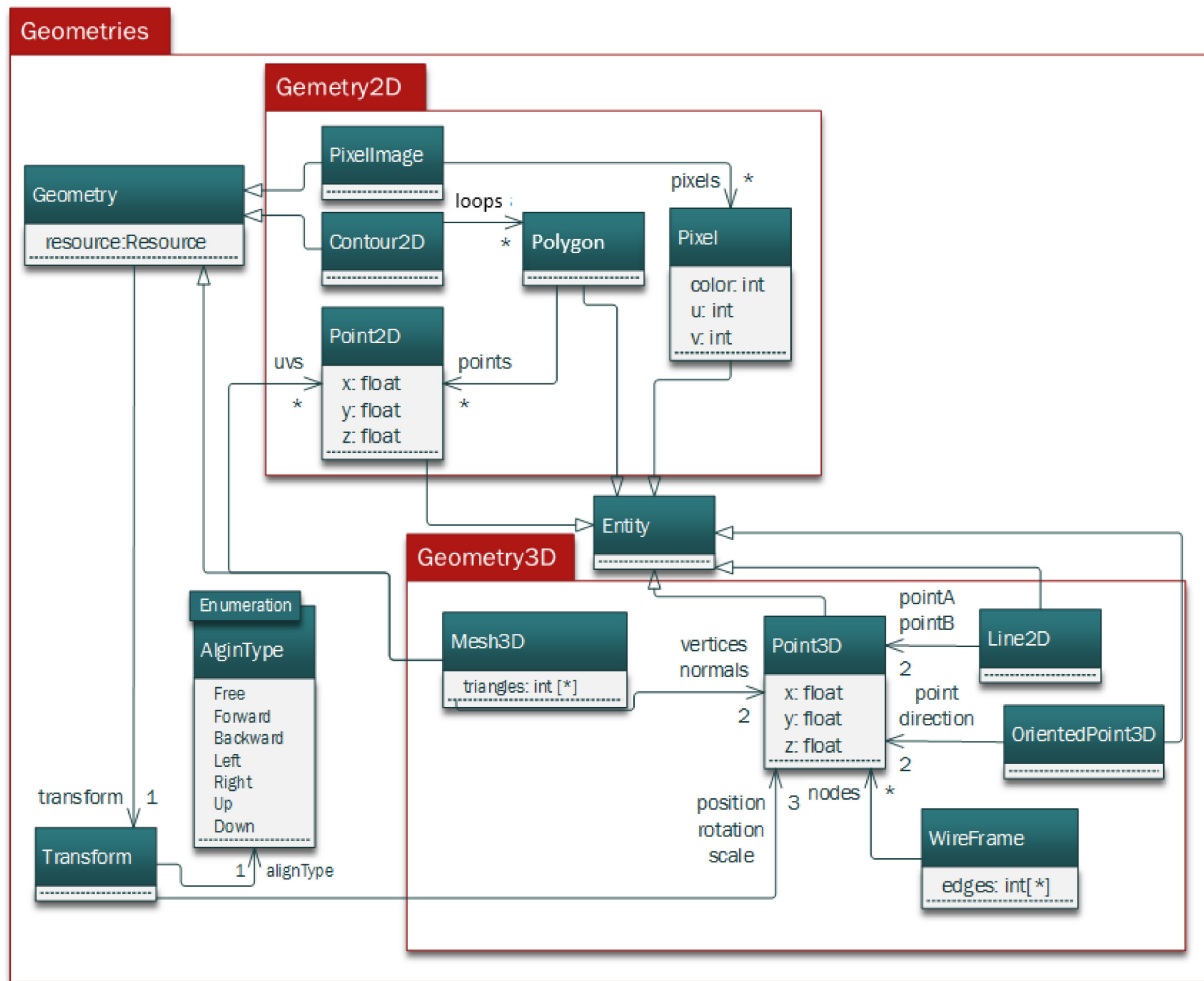 Geometries
Gemetry2D
PixelImage
pixels *
Geometry
resource:Resource
loops
*
Contour2D
Polygon
Pixel
color: int
u: int
v: int
Point2D
x: float
y: float
z: float
uvs
*
points
*
Entity
Geometry3D
Enumeration
AlginType
Free
Forward
Backward
Left
Right
Up
Down
Mesh3D
triangles: int [*]
vertices
normals
2
Point3D
x: float
y: float
z: float
pointA
pointB
2
Line2D
point
direction
2
OrientedPoint3D
transform 1
position
rotation
scale
3
nodes *
WireFrame
edges: int[*]
Transform
1 alignType